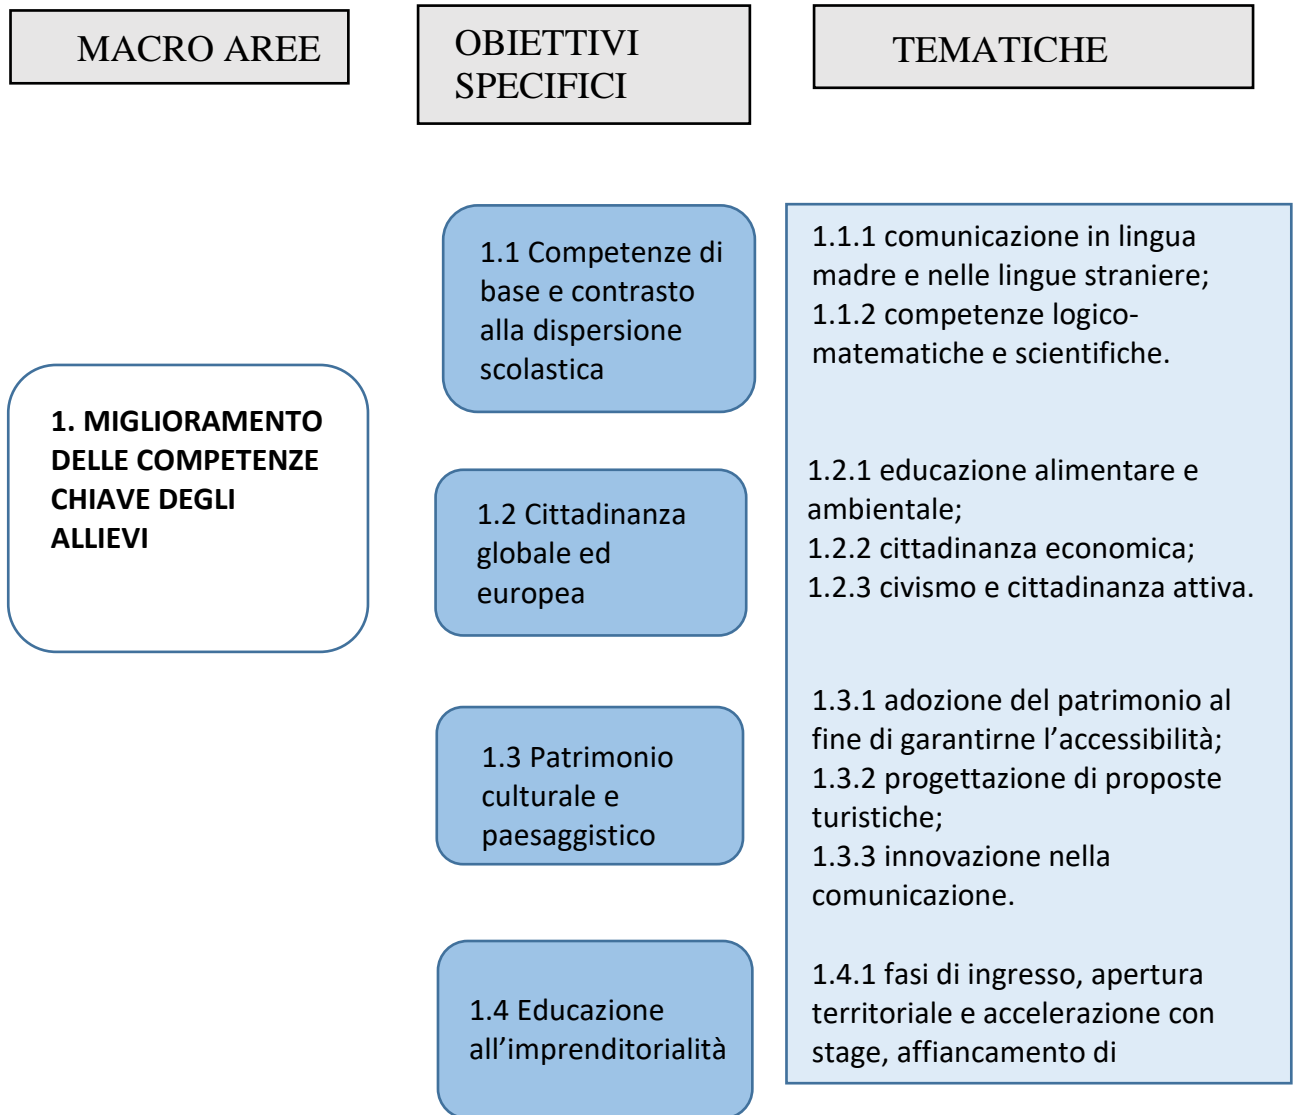 MACRO AREE
OBIETTIVI
SPECIFICI
TEMATICHE
1. MIGLIORAMENTO
DELLE COMPETENZE
CHIAVE DEGLI
ALLIEVI
1.1 Competenze di
base e contrasto
alla dispersione
scolastica
1.1.1 comunicazione in lingua
madre e nelle lingue straniere;
1.1.2 competenze logico-
matematiche e scientifiche.
1.2 Cittadinanza
globale ed
europea
1.2.1 educazione alimentare e
ambientale;
1.2.2 cittadinanza economica;
1.2.3 civismo e cittadinanza attiva.
1.3 Patrimonio
culturale e
paesaggistico
1.3.1 adozione del patrimonio al
fine di garantirne l’accessibilità;
1.3.2 progettazione di proposte
turistiche;
1.3.3 innovazione nella
comunicazione.
1.4 Educazione
all’imprenditorialità
1.4.1 fasi di ingresso, apertura
territoriale e accelerazione con
stage, affiancamento di